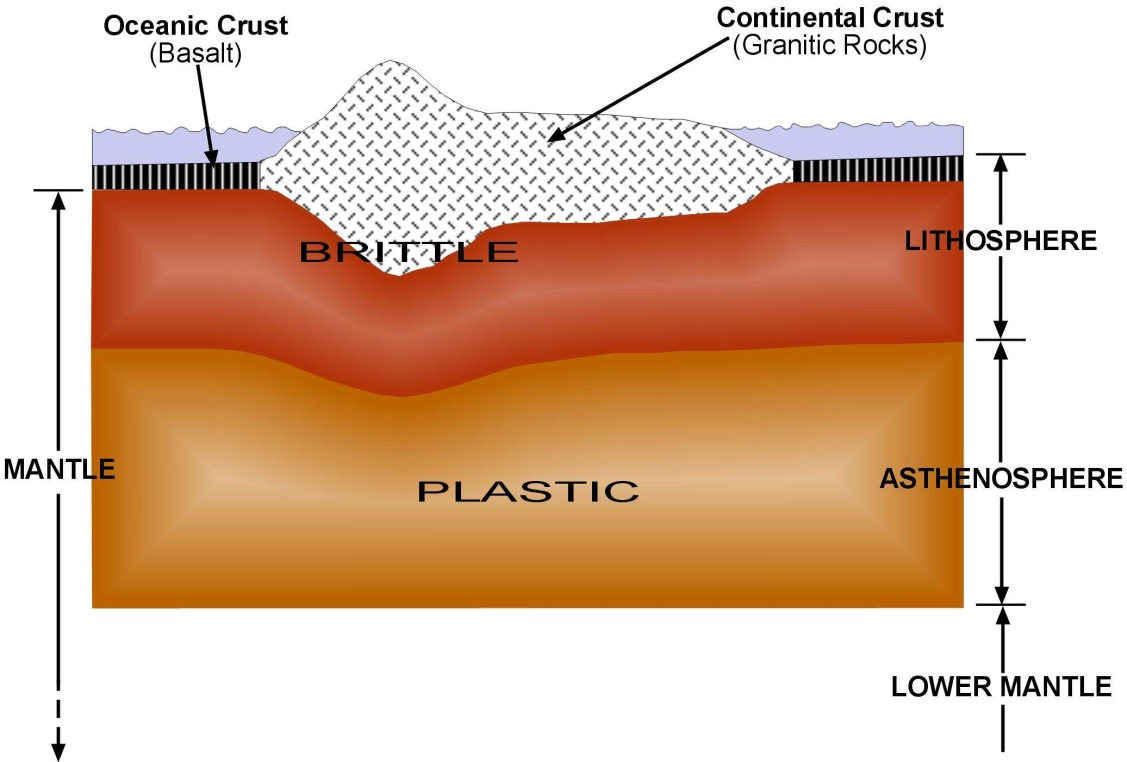 Oceanic Crust
(Basalt)
Continental Crust
(Granitic Rocks)
BRITTLE
LITHOSPHERE
MANTLE
PLASTIC
ASTHENOSPHERE
LOWER MANTLE